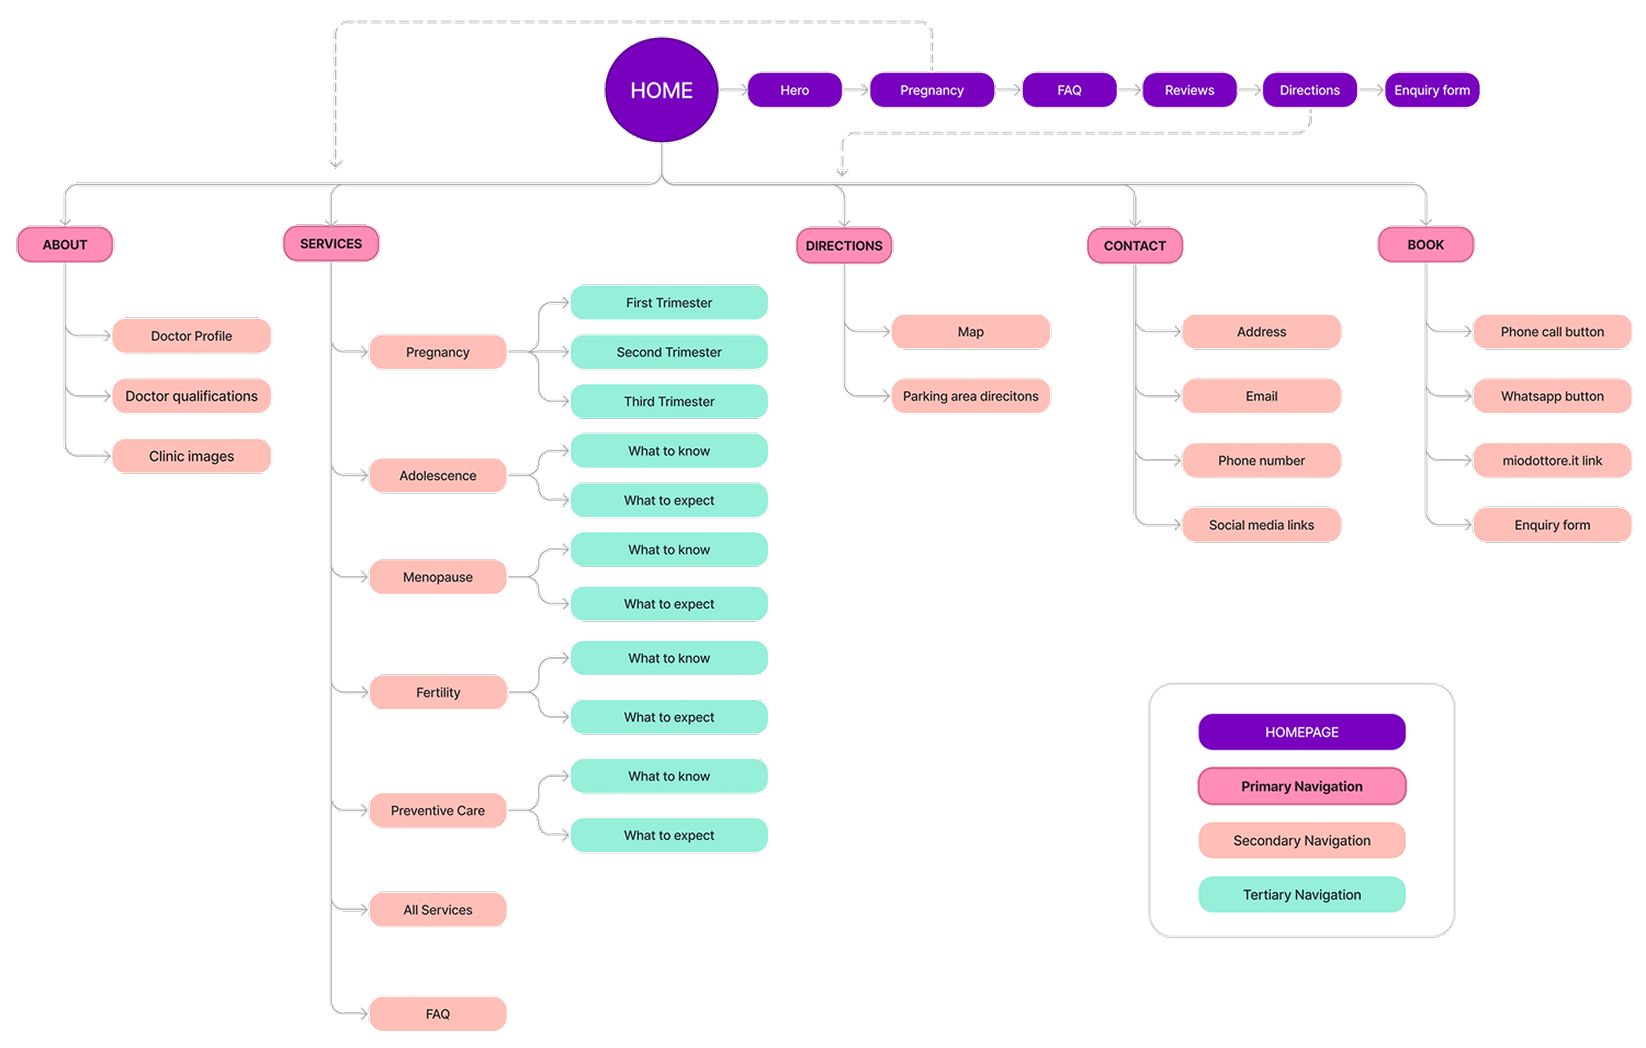 HOME
Hero
Pregnancy
FAQ
Reviews
Directions
Enquiry form
ABOUT
Doctor Profile
Doctor qualifications
Clinic images
SERVICES
Pregnancy
First Trimester
Second Trimester
Third Trimester
Adolescence
What to know
What to expect
Menopause
What to know
What to expect
Fertility
What to know
What to expect
Preventive Care
What to know
What to expect
All Services
FAQ
DIRECTIONS
Map
Parking area direcitons
CONTACT
Address
Email
Phone number
Social media links
BOOK
Phone call button
Whatsapp button
miodottore.it link
Enquiry form
HOMEPAGE
Primary Navigation
Secondary Navigation
Tertiary Navigation